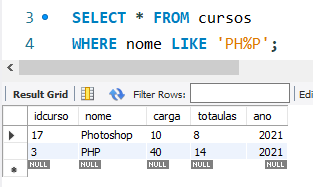 3 SELECT * FROM cursos
4 WHERE nome LIKE 'PH%P';
Result Grid Filter Rows: Edi
idcurso nome carga totaulas ano
17 Photoshop 10 8 2021
3 PHP 40 14 2021
NULL NULL NULL NULL NULL